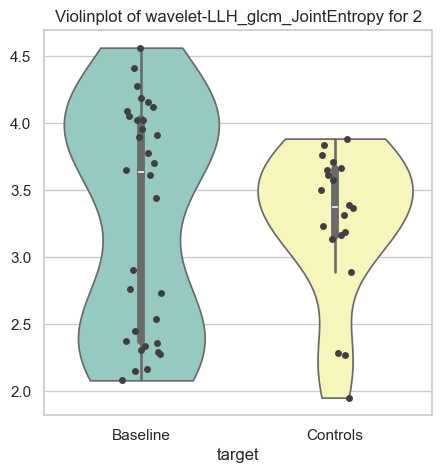 Violinplot of wavelet-LLH_glcm_JointEntropy for 2
4.5
4.0
3.5
3.0
2.5
2.0
Baseline Controls
target